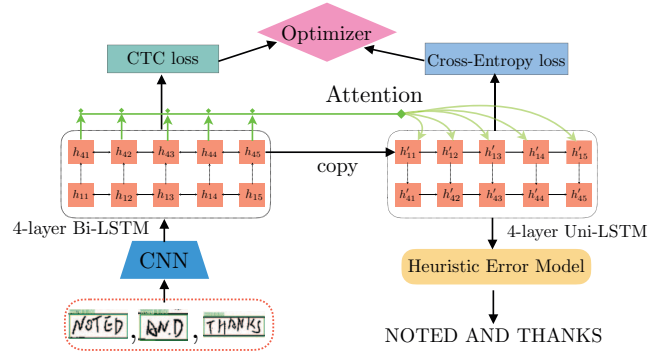 Optimizer
CTC loss
Cross-Entropy loss
Attention
h41 h42 h43 h44 h45
h11 h12 h13 h14 h15
copy
h′11 h′12 h′13 h′14 h′15
h′41 h′42 h′43 h′44 h′45
4-layer Bi-LSTM
4-layer Uni-LSTM
CNN
Heuristic Error Model
NOTED, AN.D, THANKS
NOTED AND THANKS